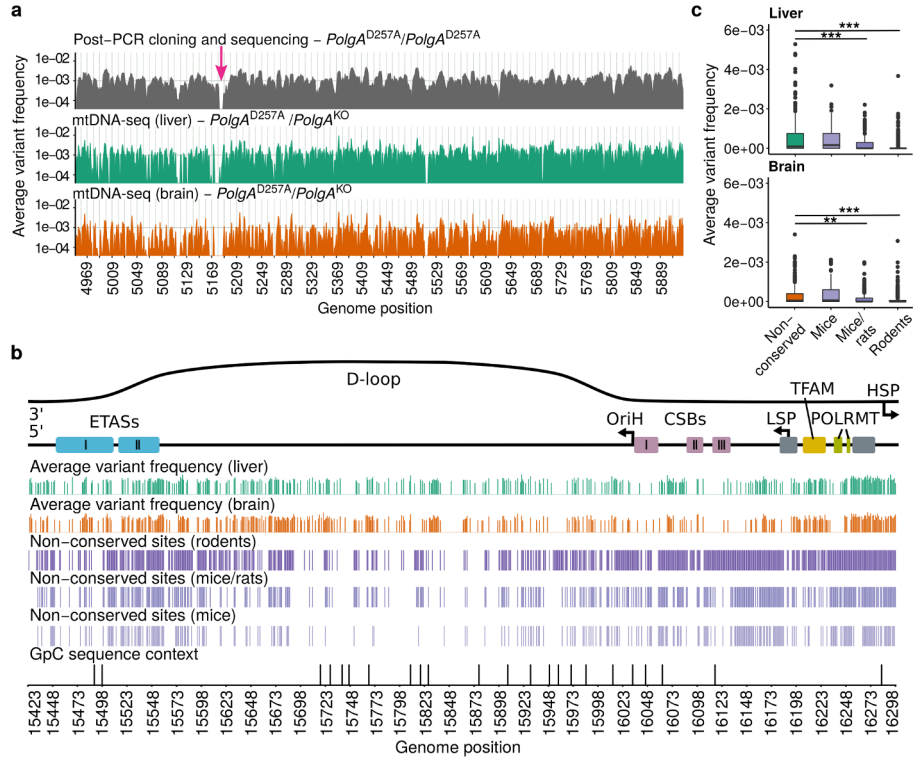 a
Post−PCR cloning and sequencing − PolgA^D257A/PolgA^D257A
Average variant frequency
1e−02
1e−03
1e−04
mtDNA-seq (liver) − PolgA^D257A /PolgA^KO
1e−02
1e−03
1e−04
mtDNA-seq (brain) − PolgA^D257A/PolgA^KO
1e−02
1e−03
1e−04
4969 5009 5049 5089 5129 5169 5209 5249 5289 5329 5369 5409 5449 5489 5529 5569 5609 5649 5689 5729 5769 5809 5849 5889
Genome position
c
Liver
Average variant frequency
6e−03
4e−03
2e−03
0e+00
***
***
Brain
6e−03
4e−03
2e−03
0e+00
***
**
Non−conserved
Mice
Mice/rats
Rodents
b
D-loop
3'
5'
ETASs
I II
OriH
CSBs
I II III
LSP
TFAM
POLRMT
HSP
Average variant frequency (liver)
Average variant frequency (brain)
Non−conserved sites (rodents)
Non−conserved sites (mice/rats)
Non−conserved sites (mice)
GpC sequence context
15423 15448 15473 15498 15523 15548 15573 15598 15623 15648 15673 15698 15723 15748 15773 15798 15823 15848 15873 15898 15923 15948 15973 15998 16023 16048 16073 16098 16123 16148 16173 16198 16223 16248 16273 16298
Genome position